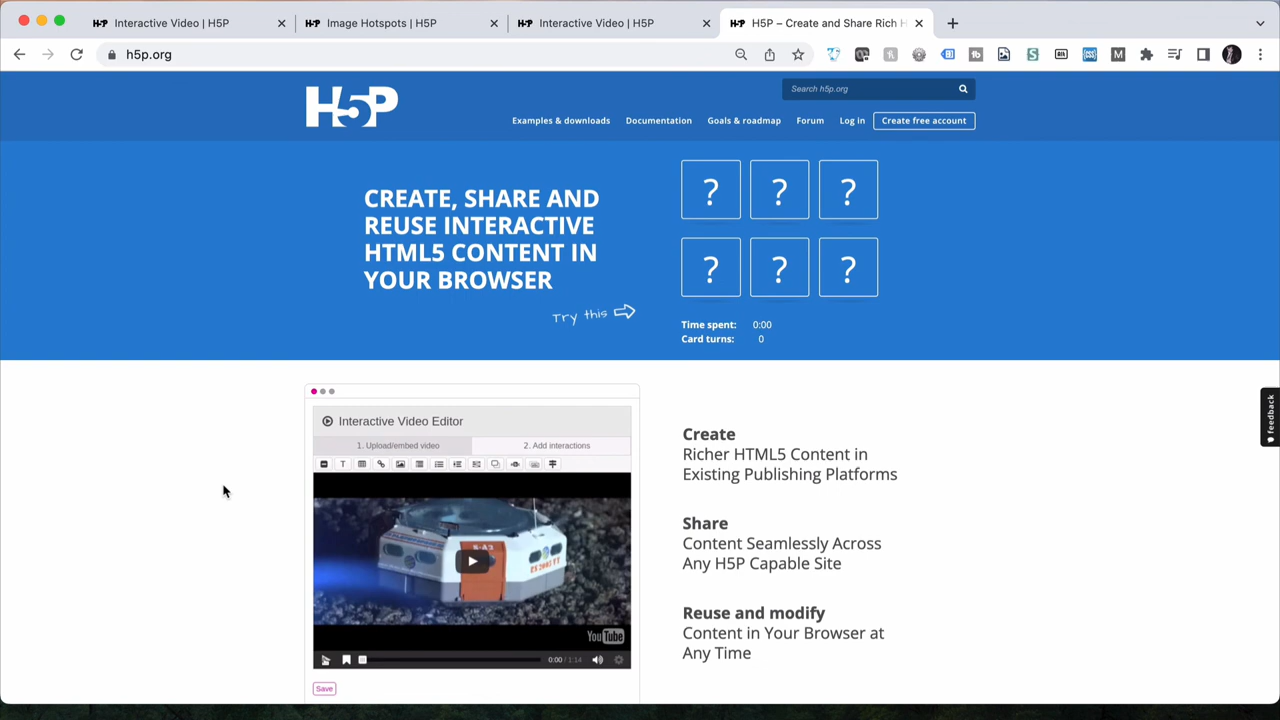 Interactive Video | H5P
Image Hotspots | H5P
Interactive Video | H5P
H5P – Create and Share Rich H
h5p.org
H5P
Search h5p.org
Examples & downloads
Documentation
Goals & roadmap
Forum
Log in
Create free account
CREATE, SHARE AND
REUSE INTERACTIVE
HTML5 CONTENT IN
YOUR BROWSER
Try this
? ? ?
? ? ?
Time spent: 0:00
Card turns: 0
feedback
Interactive Video Editor
1. Upload/embed video
2. Add interactions
YouTube
0:00 / 1:14
Save
Create
Richer HTML5 Content in
Existing Publishing Platforms
Share
Content Seamlessly Across
Any H5P Capable Site
Reuse and modify
Content in Your Browser at
Any Time